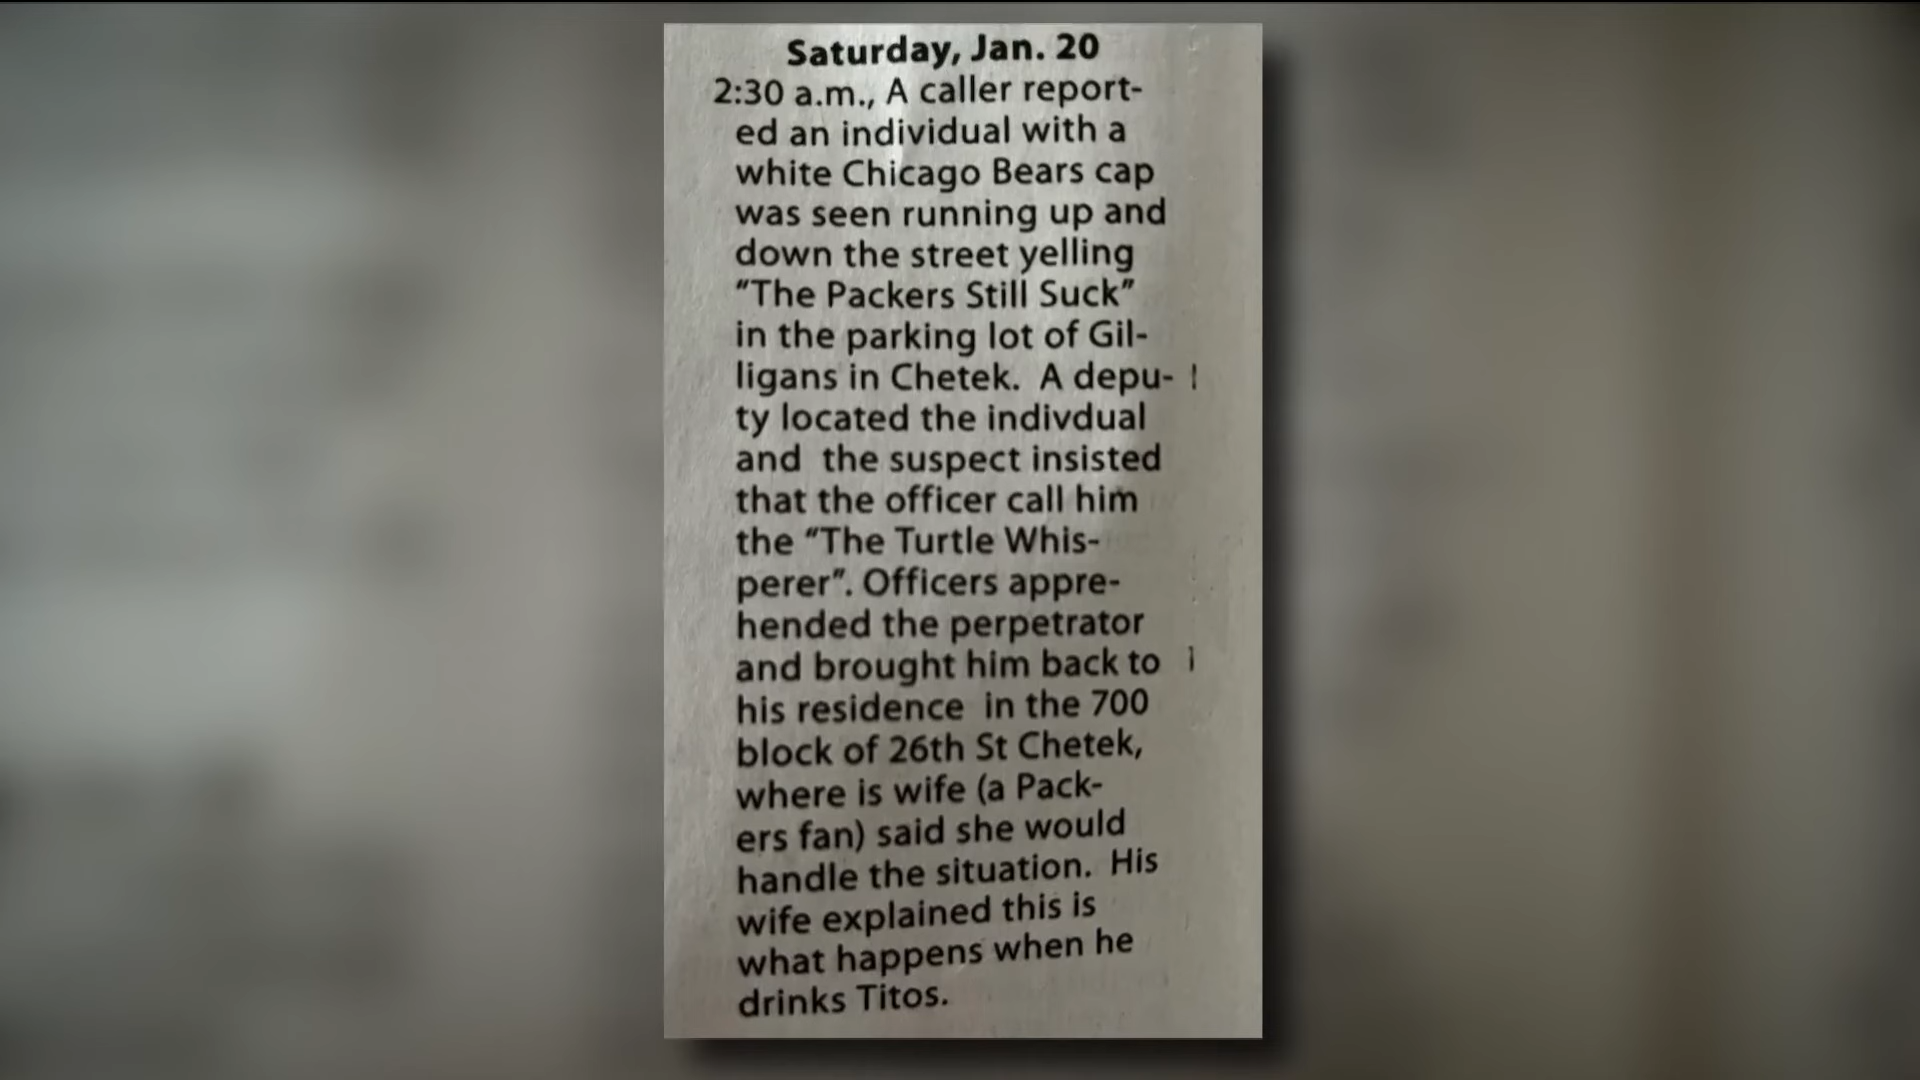 Saturday, Jan. 20
2:30 a.m., A caller report-
ed an individual with a
white Chicago Bears cap
was seen running up and
down the street yelling
"The Packers Still Suck"
in the parking lot of Gil-
ligans in Chetek.  A depu-
ty located the indivdual
and  the suspect insisted
that the officer call him
the "The Turtle Whis-
perer". Officers appre-
hended the perpetrator
and brought him back to
his residence  in the 700
block of 26th St Chetek,
where is wife (a Pack-
ers fan) said she would
handle the situation.  His
wife explained this is
what happens when he
drinks Titos.